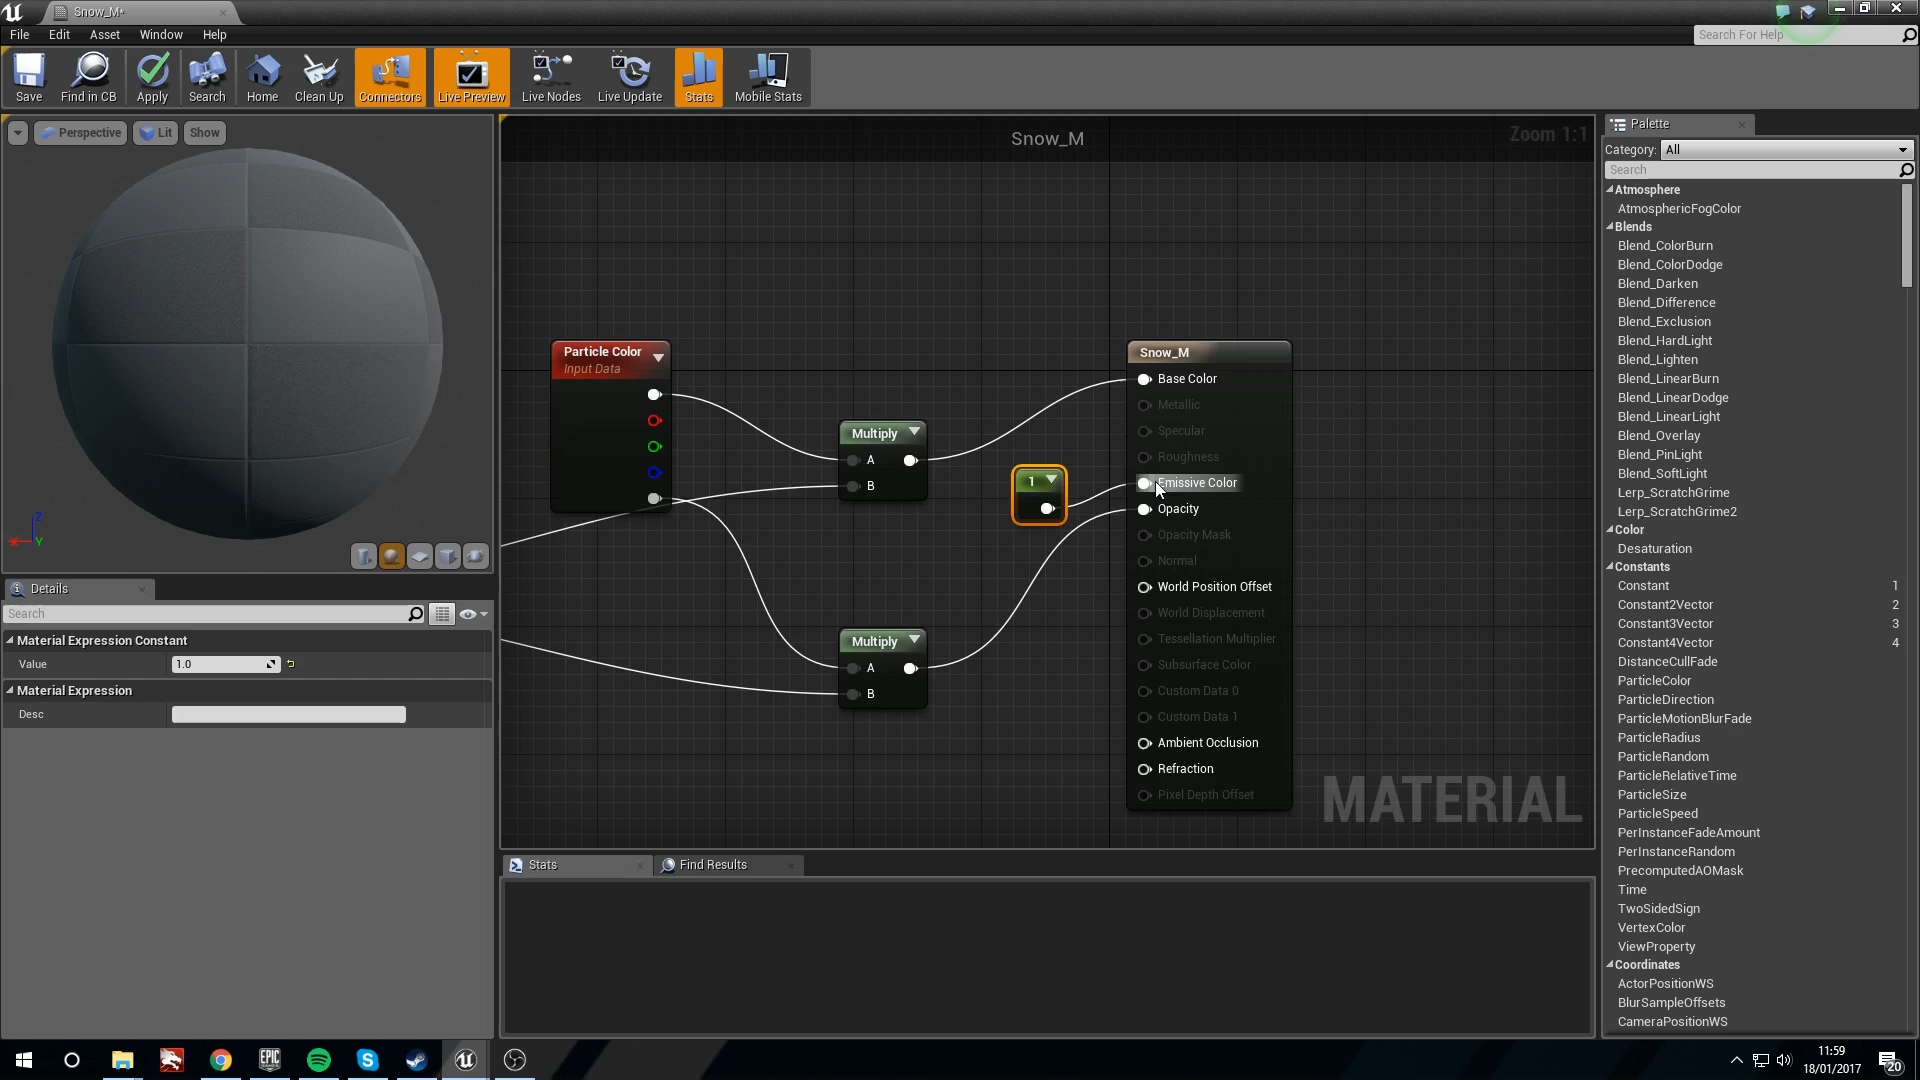 Snow_M*
File Edit Asset Window Help
Search For Help
Save Find in CB Apply Search Home Clean Up Connectors Live Preview Live Nodes Live Update Stats Mobile Stats
Perspective Lit Show
Snow_M
Zoom 1:1
Particle Color
Input Data
Multiply
A
B
1
Multiply
A
B
Snow_M
Base Color
Metallic
Specular
Roughness
Emissive Color
Opacity
Opacity Mask
Normal
World Position Offset
World Displacement
Tessellation Multiplier
Subsurface Color
Custom Data 0
Custom Data 1
Ambient Occlusion
Refraction
Pixel Depth Offset
MATERIAL
Z
X
Y
Details
Search
Material Expression Constant
Value 1.0
Material Expression
Desc
Stats Find Results
Palette
Category: All
Search
Atmosphere
AtmosphericFogColor
Blends
Blend_ColorBurn
Blend_ColorDodge
Blend_Darken
Blend_Difference
Blend_Exclusion
Blend_HardLight
Blend_Lighten
Blend_LinearBurn
Blend_LinearDodge
Blend_LinearLight
Blend_Overlay
Blend_PinLight
Blend_SoftLight
Lerp_ScratchGrime
Lerp_ScratchGrime2
Color
Desaturation
Constants
Constant 1
Constant2Vector 2
Constant3Vector 3
Constant4Vector 4
DistanceCullFade
ParticleColor
ParticleDirection
ParticleMotionBlurFade
ParticleRadius
ParticleRandom
ParticleRelativeTime
ParticleSize
ParticleSpeed
PerInstanceFadeAmount
PerInstanceRandom
PrecomputedAOMask
Time
TwoSidedSign
VertexColor
ViewProperty
Coordinates
ActorPositionWS
BlurSampleOffsets
CameraPositionWS
EPIC
GAMES
11:59
18/01/2017
20